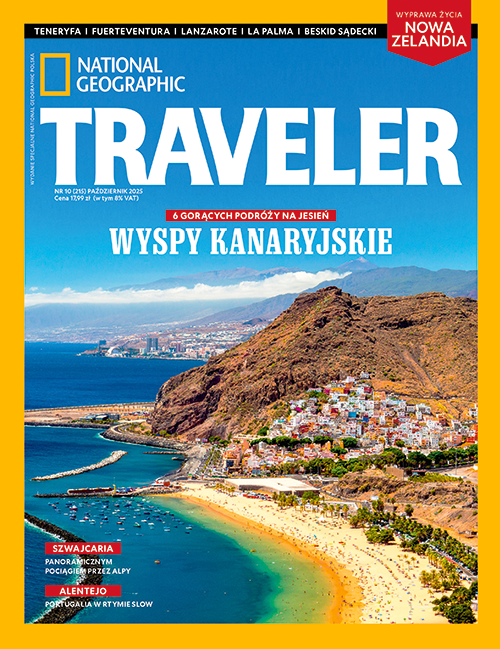 WYPRAWA ŻYCIA
NOWA
ZELANDIA
TENERYFA I FUERTEVENTURA I LANZAROTE I LA PALMA I BESKID SĄDECKI
NATIONAL
GEOGRAPHIC
TRAVELER
WYDANIE SPECJALNE NATIONAL GEOGRAPHIC POLSKA
NR 10 (215) PAŹDZIERNIK 2025
Cena 17,99 zł (w tym 8% VAT)
6 GORĄCYCH PODRÓŻY NA JESIEŃ
WYSPY KANARYJSKIE
SZWAJCARIA
PANORAMICZNYM
POCIĄGIEM PRZEZ ALPY
ALENTEJO
PORTUGALIA W RTYMIE SLOW